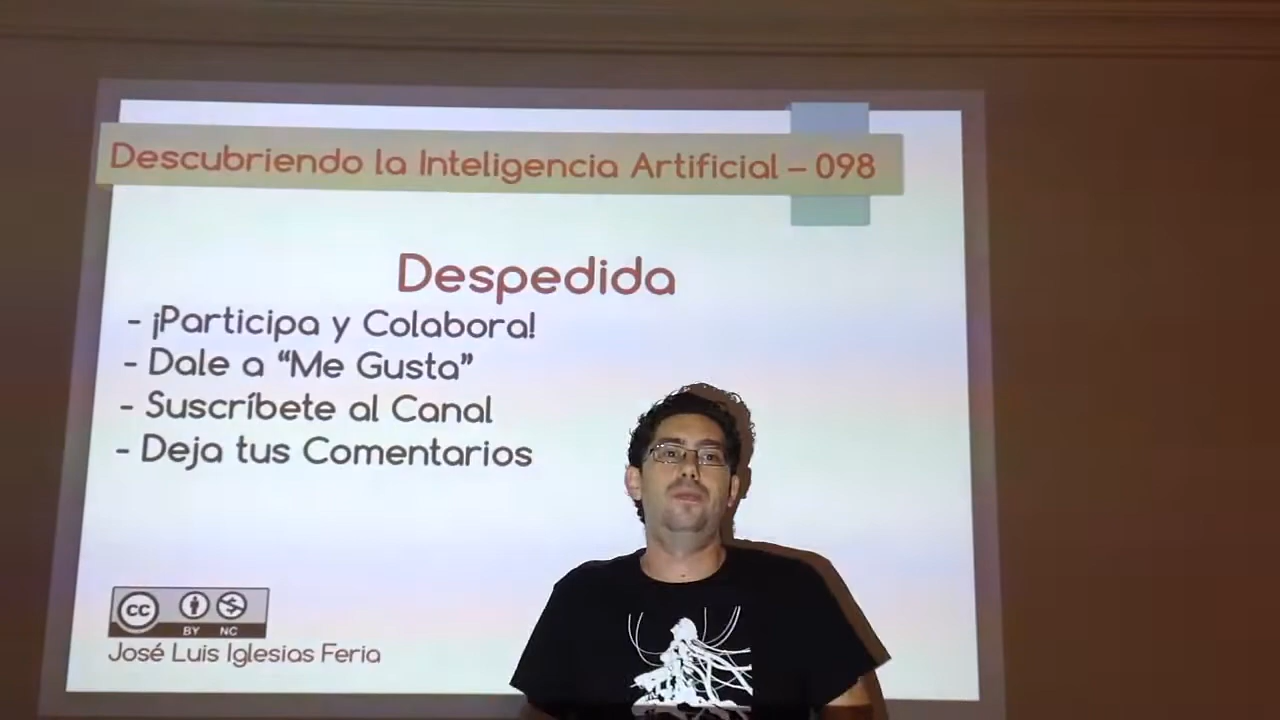 Descubriendo la Inteligencia Artificial – 098
Despedida
- ¡Participa y Colabora!
- Dale a “Me Gusta”
- Suscríbete al Canal
- Deja tus Comentarios
cc
BY NC
José Luis Iglesias Feria